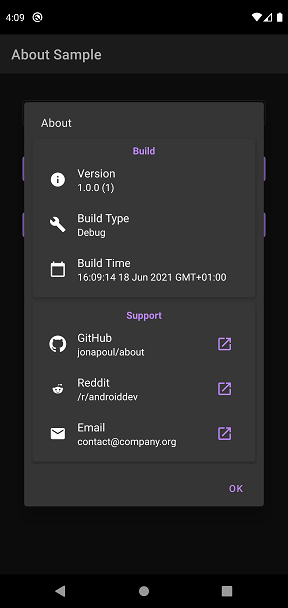 4:09
About Sample
About
Build
Version
1.0.0 (1)
Build Type
Debug
Build Time
16:09:14 18 Jun 2021 GMT+01:00
Support
GitHub
jonapoul/about
Reddit
/r/androiddev
Email
contact@company.org
OK